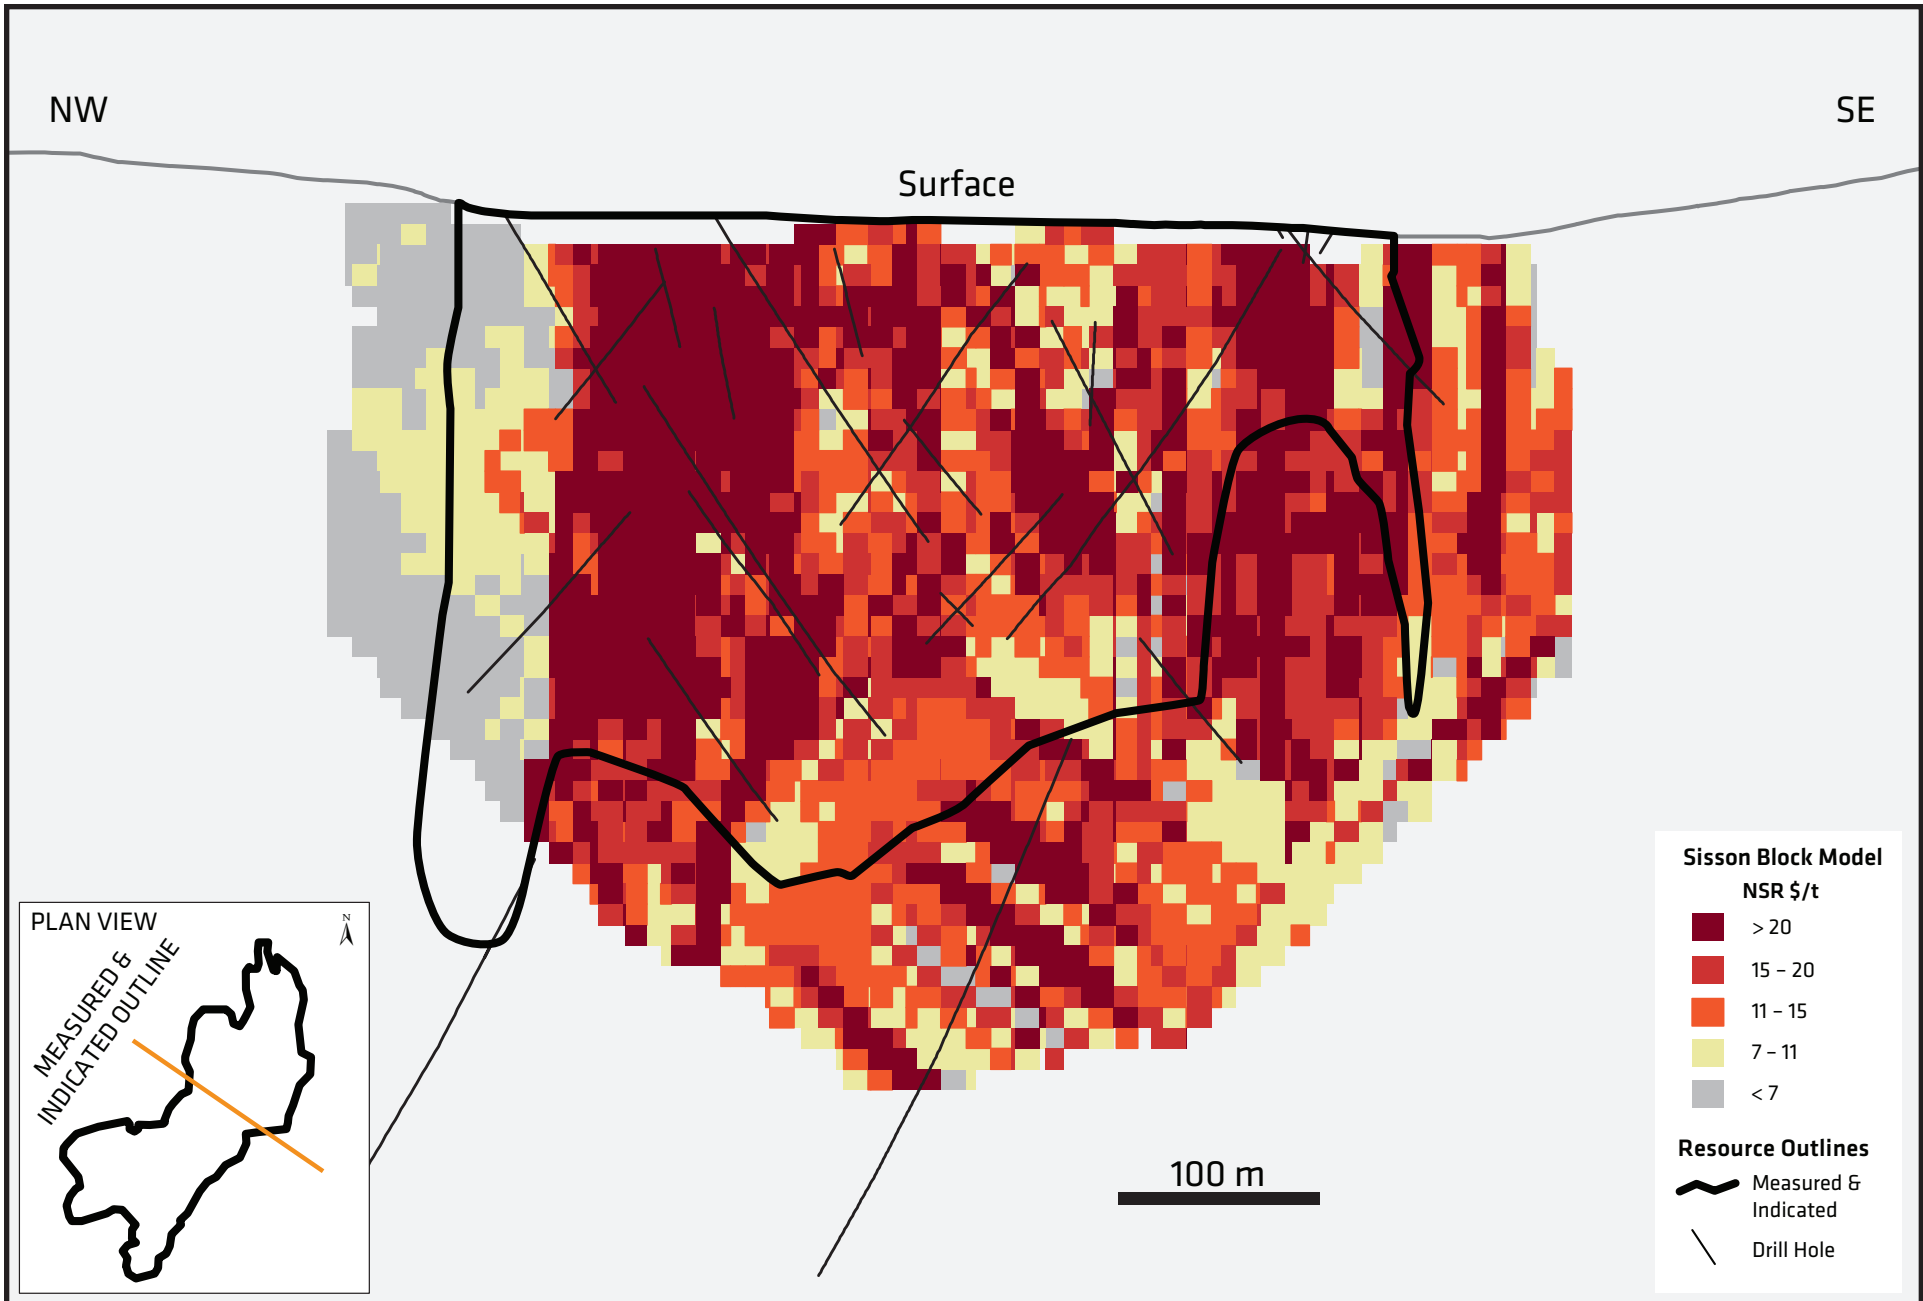 NW
SE
Surface
PLAN VIEW
N
MEASURED &
INDICATED OUTLINE
100 m
Sisson Block Model
NSR $/t
> 20
15 – 20
11 – 15
7 – 11
< 7
Resource Outlines
Measured &
Indicated
Drill Hole